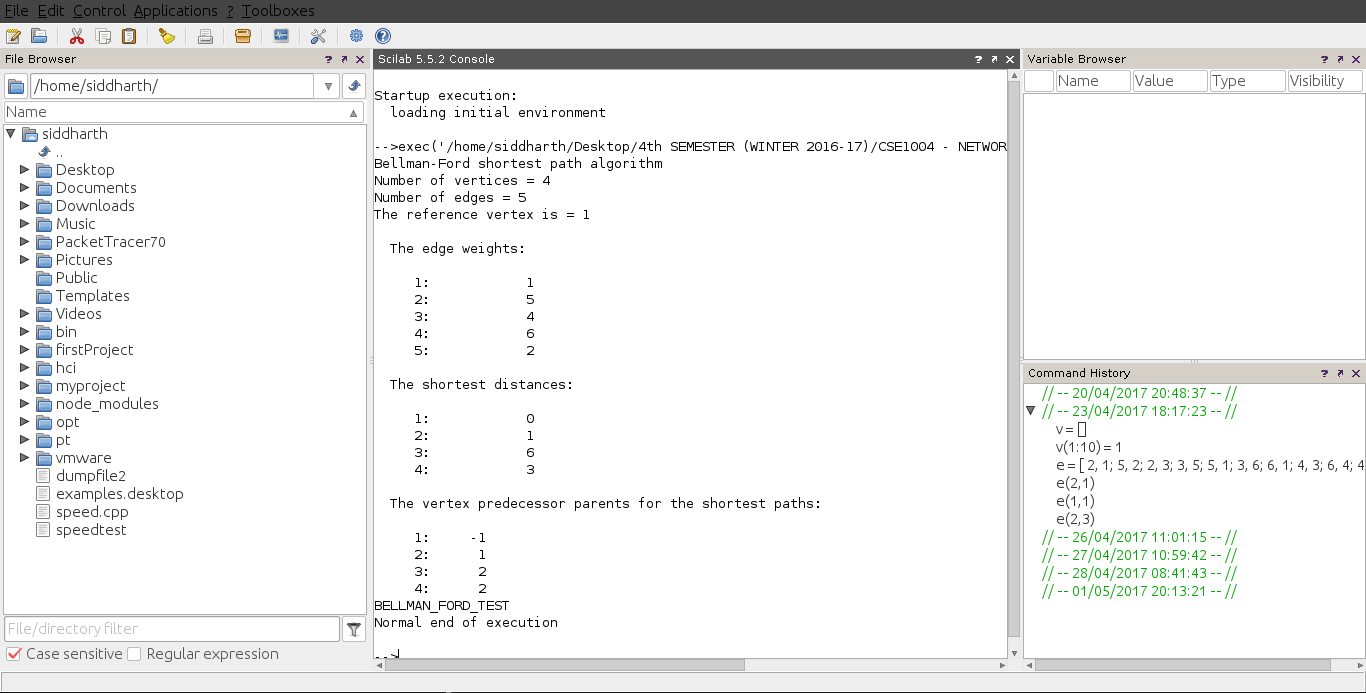 File Edit Control Applications ? Toolboxes
File Browser ? × 
/home/siddharth/
Name
siddharth
..
Desktop
Documents
Downloads
Music
PacketTracer70
Pictures
Public
Templates
Videos
bin
firstProject
hci
myproject
node_modules
opt
pt
vmware
dumpfile2
examples.desktop
speed.cpp
speedtest
File/directory filter
Case sensitive Regular expression
Scilab 5.5.2 Console ? ×
Startup execution:
loading initial environment
-->exec('/home/siddharth/Desktop/4th SEMESTER (WINTER 2016-17)/CSE1004 - NETWOR
Bellman-Ford shortest path algorithm
Number of vertices = 4
Number of edges = 5
The reference vertex is = 1
The edge weights:
1: 1
2: 5
3: 4
4: 6
5: 2
The shortest distances:
1: 0
2: 1
3: 6
4: 3
The vertex predecessor parents for the shortest paths:
1: -1
2: 1
3: 2
4: 2
BELLMAN_FORD_TEST
Normal end of execution
-->
Variable Browser ? ×
Name Value Type Visibility
Command History ? ×
// -- 20/04/2017 20:48:37 -- //
// -- 23/04/2017 18:17:23 -- //
v = []
v(1:10) = 1
e = [ 2, 1; 5, 2; 2, 3; 3, 5; 5, 1; 3, 6; 6, 1; 4, 3; 6, 4; 4
e(2,1)
e(1,1)
e(2,3)
// -- 26/04/2017 11:01:15 -- //
// -- 27/04/2017 10:59:42 -- //
// -- 28/04/2017 08:41:43 -- //
// -- 01/05/2017 20:13:21 -- //